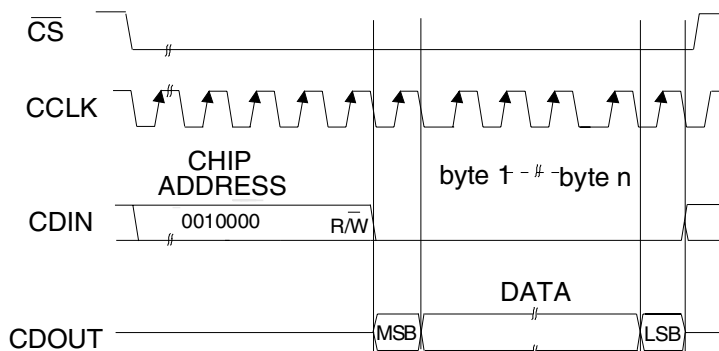 CS
CCLK
CHIP
ADDRESS
byte 1 byte n
CDIN
0010000 R/W
DATA
CDOUT
MSB LSB